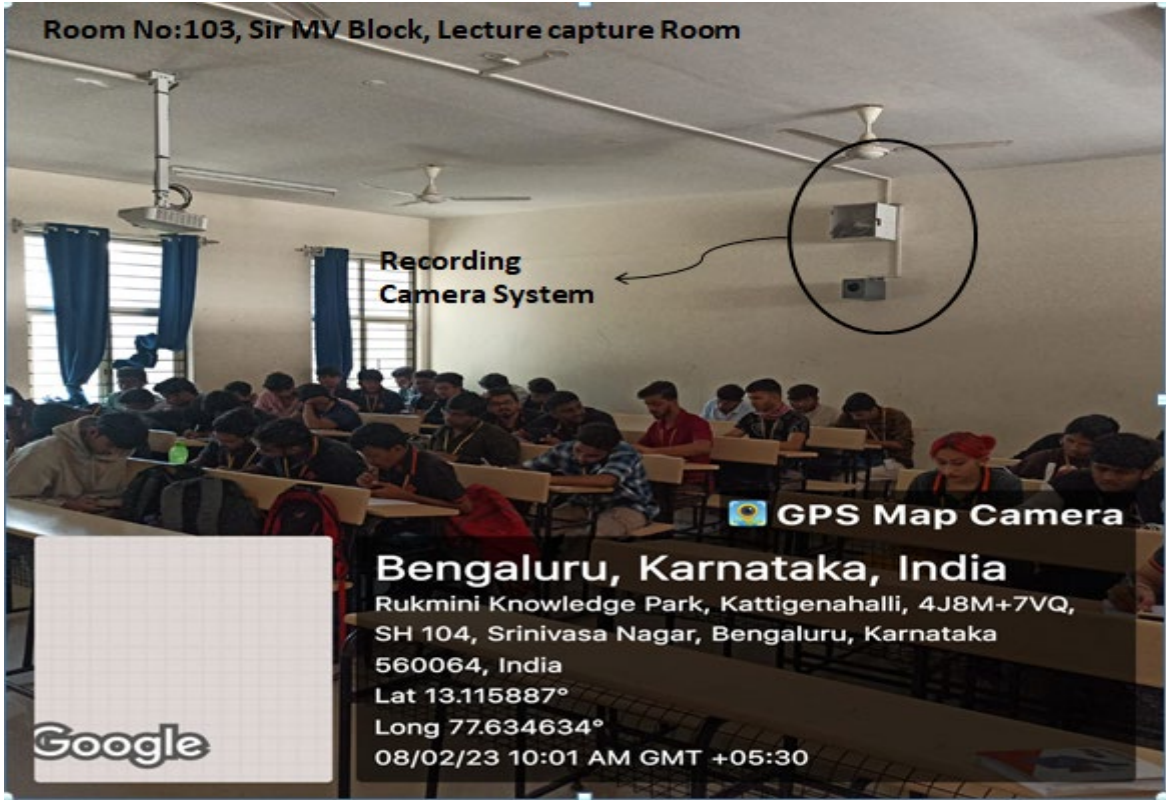 Room No:103, Sir MV Block, Lecture capture Room
Recording
Camera System
GPS Map Camera
Bengaluru, Karnataka, India
Rukmini Knowledge Park, Kattigenahalli, 4J8M+7VQ,
SH 104, Srinivasa Nagar, Bengaluru, Karnataka
560064, India
Lat 13.115887°
Long 77.634634°
08/02/23 10:01 AM GMT +05:30
Google